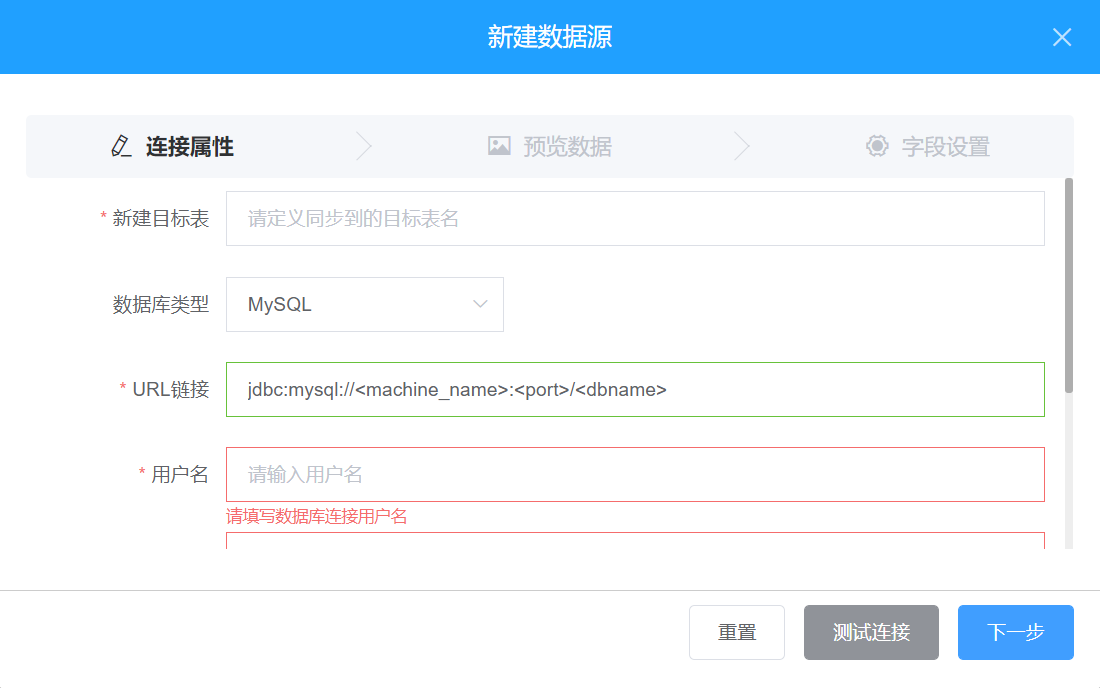 新建数据源
连接属性 预览数据 字段设置
* 新建目标表 请定义同步到的目标表名
数据库类型 MySQL
* URL链接 jdbc:mysql://<machine_name>:<port>/<dbname>
* 用户名 请输入用户名
请填写数据库连接用户名
重置 测试连接 下一步